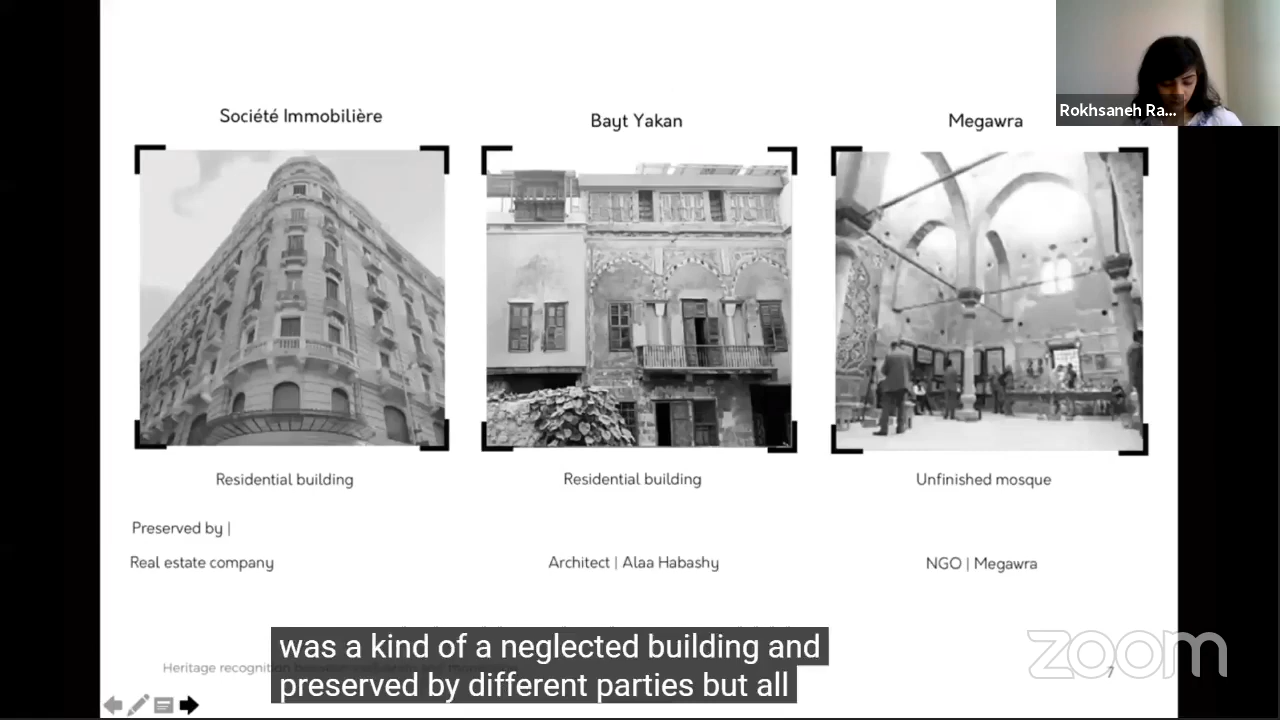 Société Immobilière
Bayt Yakan
Megawra
Rokhsaneh Ra...
Residential building
Residential building
Unfinished mosque
Preserved by |
Real estate company
Architect | Alaa Habashy
NGO | Megawra
was a kind of a neglected building and
preserved by different parties but all
Heritage recognition
zoom
7